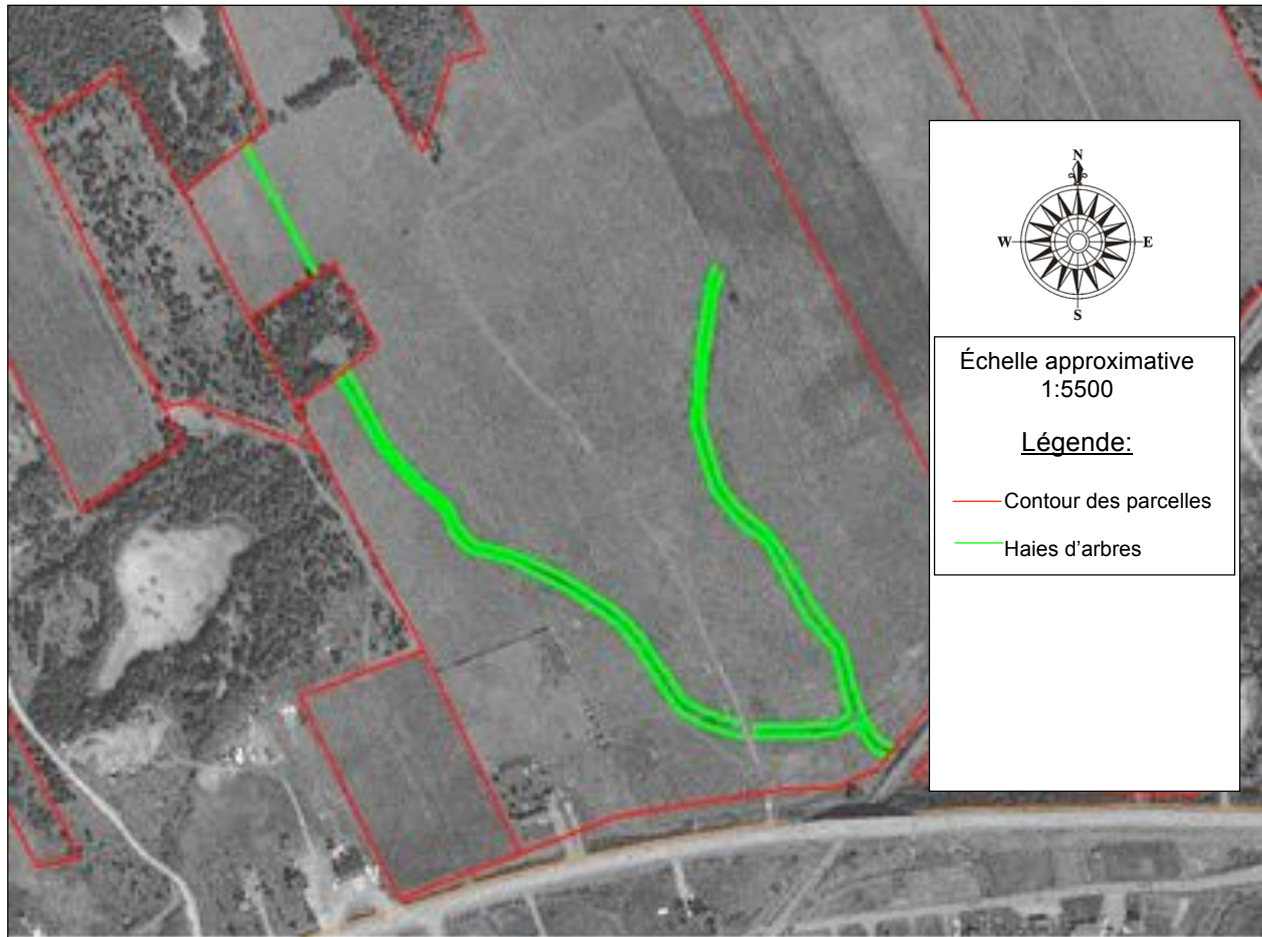 N
W E
S
Échelle approximative
1:5500
Légende:
Contour des parcelles
Haies d'arbres